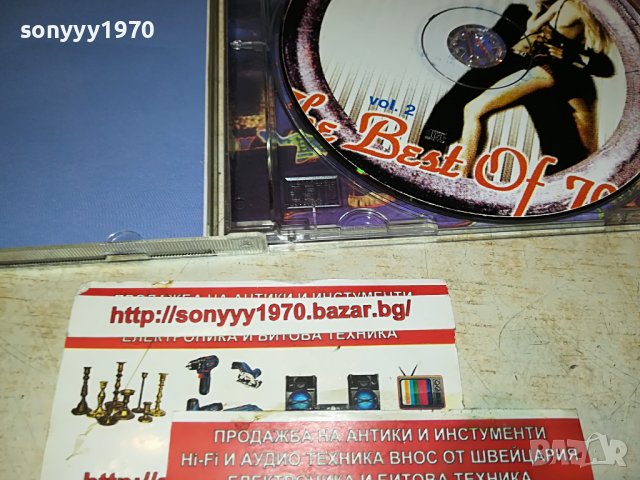 sonyyy1970
vol. 2
Best Of
ПРОДАЖБА НА АНТИКИ И ИНСТУМЕНТИ
http://sonyyy1970.bazar.bg/
ЕЛЕКТРОНИКА И БИТОВА ТЕХНИКА
ПРОДАЖБА НА АНТИКИ И ИНСТУМЕНТИ
Hi-Fi И АУДИО ТЕХНИКА ВНОС ОТ ШВЕЙЦАРИЯ.
ЕЛЕКТРОНИКА И БИТОВА ТЕХНИКА
BAZAR